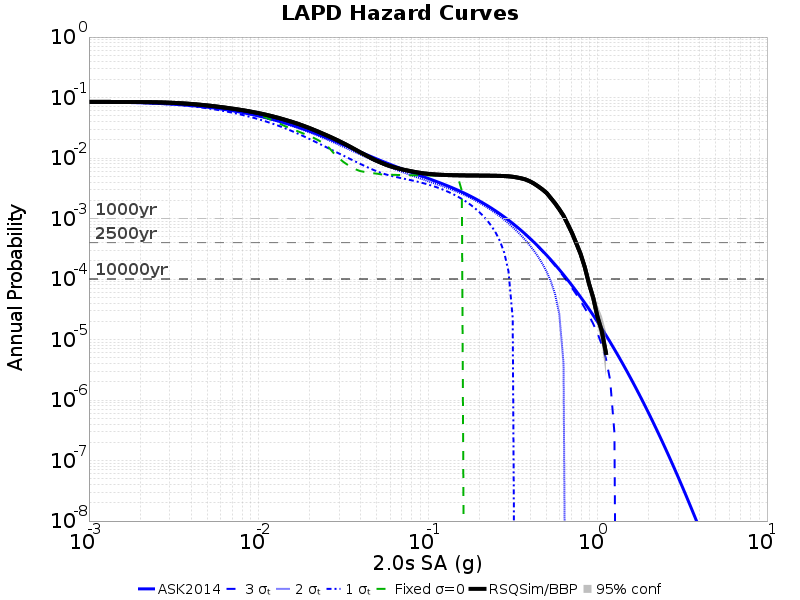 LAPD Hazard Curves
10^0
10^-1
10^-2
10^-3
10^-4
10^-5
10^-6
10^-7
10^-8
Annual Probability
1000yr
2500yr
10000yr
10^-3
10^-2
10^-1
10^0
10^1
2.0s SA (g)
ASK2014 3 σₜ 2 σₜ 1 σₜ Fixed σ=0 RSQSim/BBP 95% conf